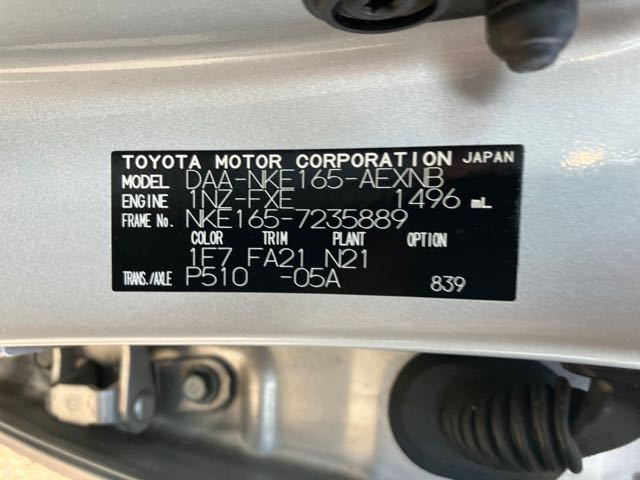 TOYOTA MOTOR CORPORATION JAPAN
MODEL DAA-NKE165-AEXNB
ENGINE 1NZ-FXE 1496 mL
FRAME No. NKE165-7235889
COLOR TRIM PLANT OPTION
1F7 FA21 N21
TRANS./AXLE P510 -05A 839